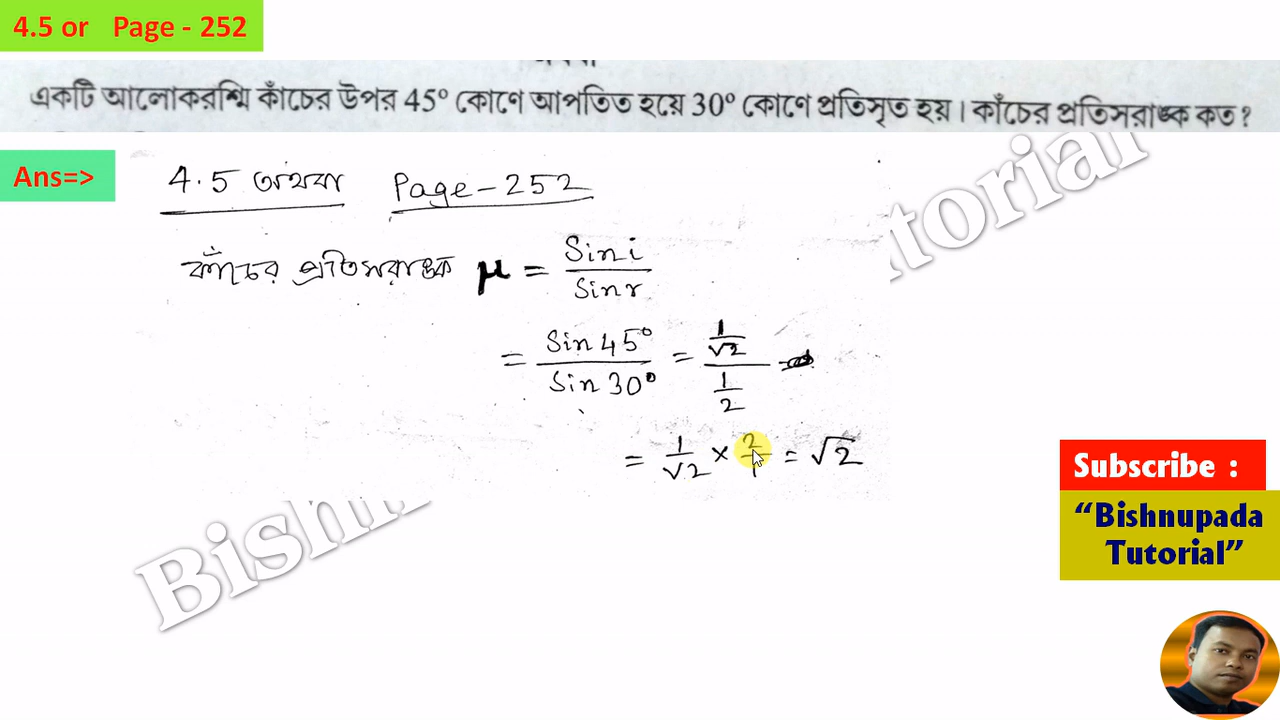 4.5 or Page - 252
একটি আলোকরশ্মি কাঁচের উপর 45° কোণে আপতিত হয়ে 30° কোণে প্রতিসৃত হয়। কাঁচের প্রতিসরাঙ্ক কত?
Ans=>
4.5 অথবা Page-252
কাঁচের প্রতিসরাঙ্ক μ = Sin i / Sin r
= Sin 45° / Sin 30° = 1/√2 / 1/2
= 1/√2 × 2/1 = √2
Subscribe :
“Bishnupada
Tutorial”